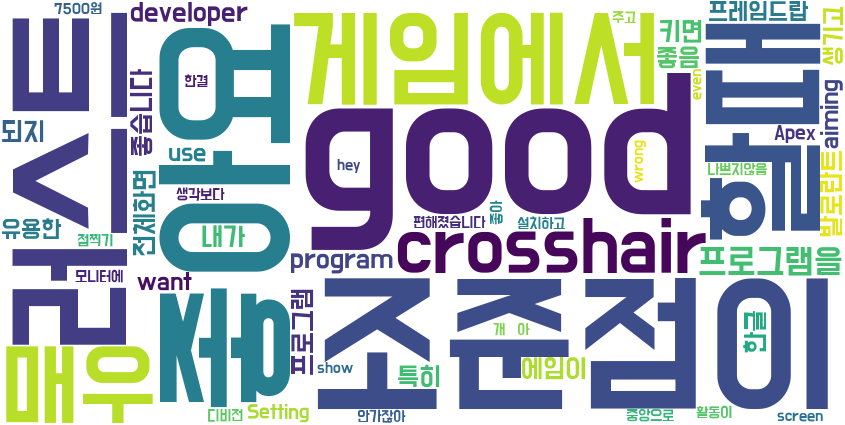 7500원
developer
게임에서
주고
키면
좋음
프레임드랍
생기고
러스트
좋습니다
한결
좋아요
good
even
할때
aiming
되지
use
hey
wrong
Apex
나쁘지않음
발로란트
유용한
점찍기
전체화면
생각보다
내가
편해졌습니다
좋아
설치하고
모니터에
want
program
crosshair
프로그램을
매우
프로그램
조준점이
개 아
한글
show
특히
에임이
디비전
Setting
안가잖아
중앙으로
활동이
screen